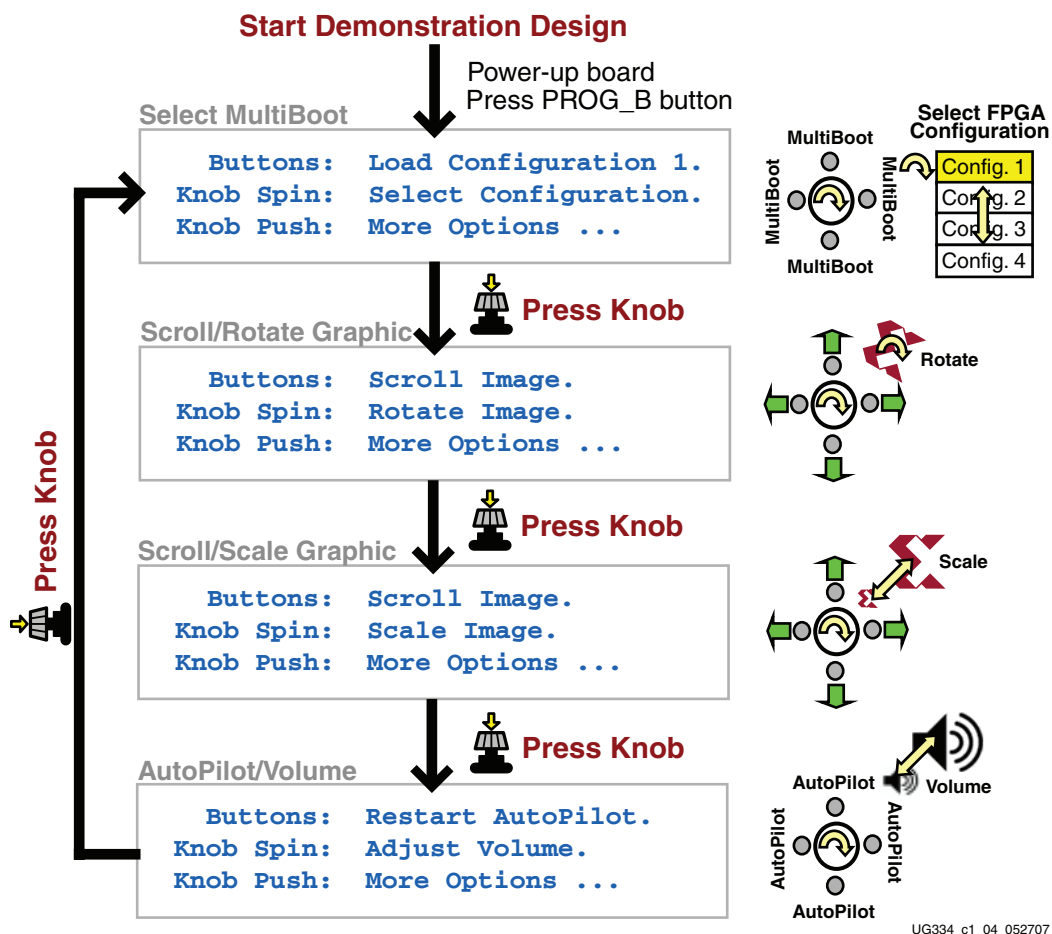 Start Demonstration Design
Power-up board
Press PROG_B button
Select MultiBoot
Buttons: Load Configuration 1.
Knob Spin: Select Configuration.
Knob Push: More Options ...
MultiBoot
MultiBoot
MultiBoot
MultiBoot
Select FPGA
Configuration
Config. 1
Config. 2
Config. 3
Config. 4
Press Knob
Scroll/Rotate Graphic
Buttons: Scroll Image.
Knob Spin: Rotate Image.
Knob Push: More Options ...
Rotate
Press Knob
Press Knob
Scroll/Scale Graphic
Buttons: Scroll Image.
Knob Spin: Scale Image.
Knob Push: More Options ...
Scale
Press Knob
AutoPilot/Volume
Buttons: Restart AutoPilot.
Knob Spin: Adjust Volume.
Knob Push: More Options ...
AutoPilot
AutoPilot
AutoPilot
AutoPilot
Volume
UG334_c1_04_052707